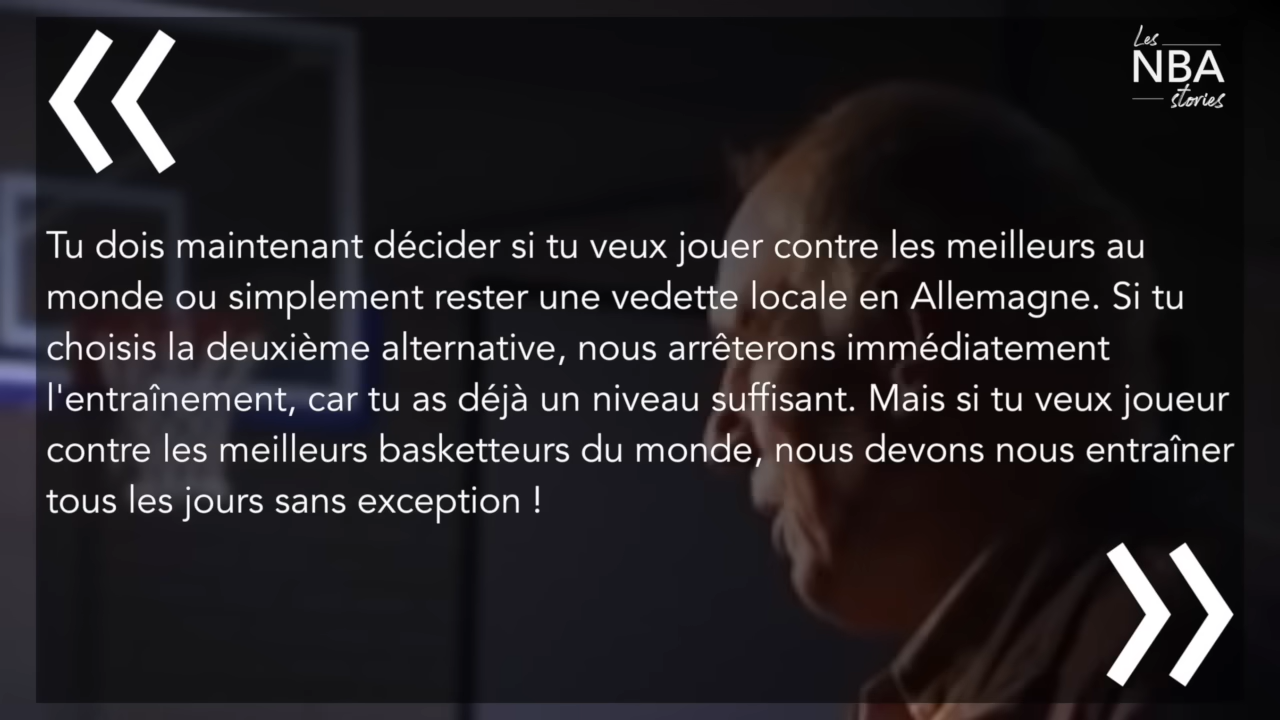 Les
NBA
stories
«
Tu dois maintenant décider si tu veux jouer contre les meilleurs au
monde ou simplement rester une vedette locale en Allemagne. Si tu
choisis la deuxième alternative, nous arrêterons immédiatement
l'entraînement, car tu as déjà un niveau suffisant. Mais si tu veux joueur
contre les meilleurs basketteurs du monde, nous devons nous entraîner
tous les jours sans exception !
»